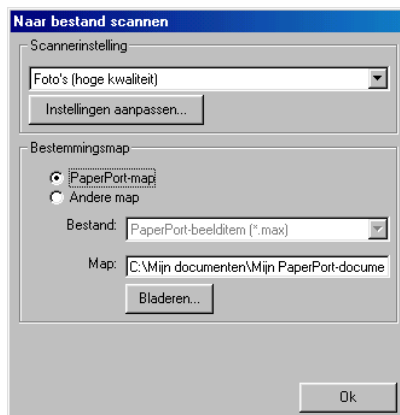 Naar bestand scannen
Scannerinstelling
Foto's (hoge kwaliteit)
Instellingen aanpassen...
Bestemmingsmap
PaperPort-map
Andere map
Bestand: PaperPort-beelditem (*.max)
Map: C:\Mijn documenten\Mijn PaperPort-docume
Bladeren...
Ok